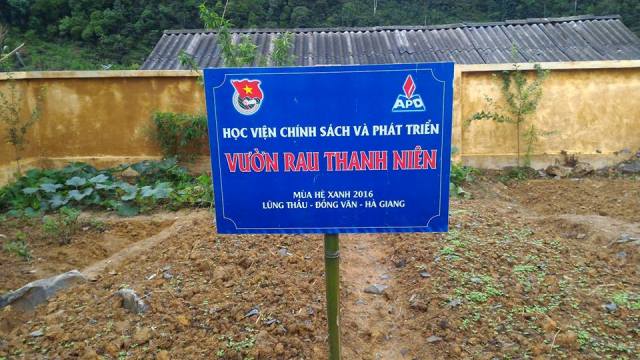 APD
HỌC VIỆN CHÍNH SÁCH VÀ PHÁT TRIỂN
VƯỜN RAU THANH NIÊN
MÙA HÈ XANH 2016
LŨNG THẦU - ĐỒNG VĂN - HÀ GIANG